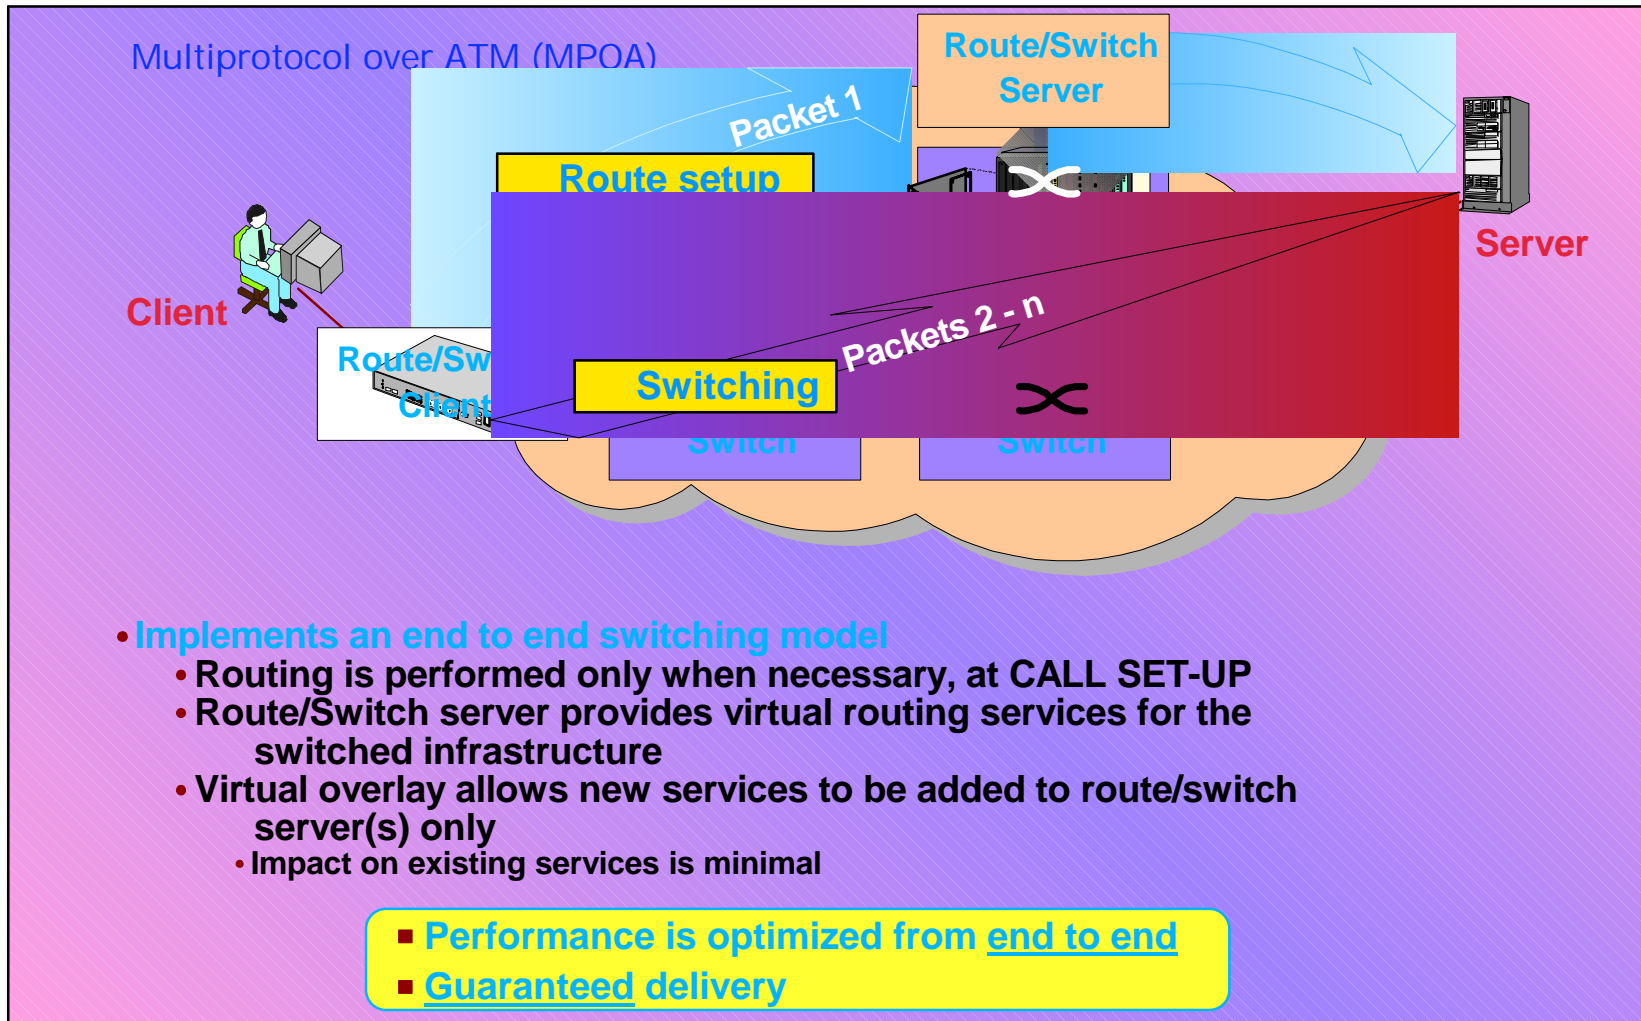 Multiprotocol over ATM (MPOA)
Route/Switch
Server
Packet 1
Route setup
Server
Client
Packets 2 - n
Route/Sw
Client
Switching
Switch
Switch
• Implements an end to end switching model
• Routing is performed only when necessary, at CALL SET-UP
• Route/Switch server provides virtual routing services for the
switched infrastructure
• Virtual overlay allows new services to be added to route/switch
server(s) only
• Impact on existing services is minimal
▪ Performance is optimized from end to end
▪ Guaranteed delivery